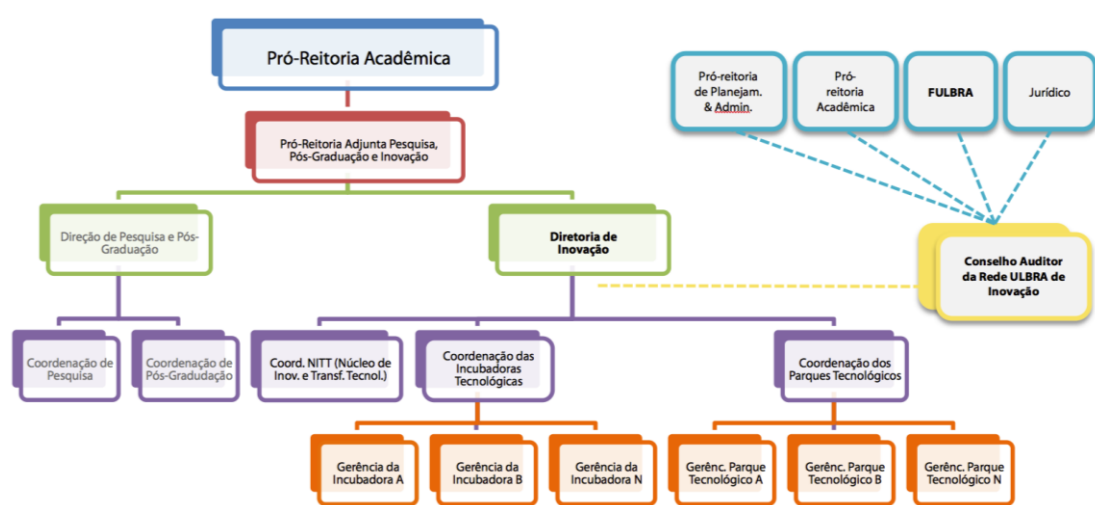 Pró-Reitoria Acadêmica
Pró-reitoria
de Planejam.
& Admin.
Pró-
reitoria
Acadêmica
FULBRA
Jurídico
Pró-Reitoria Adjunta Pesquisa,
Pós-Graduação e Inovação
Direção de Pesquisa e Pós-
Graduação
Diretoria de
Inovação
Conselho Auditor
da Rede ULBRA de
Inovação
Coordenação de
Pesquisa
Coordenação de
Pós-Gradudação
Coord. NITT (Núcleo de
Inov. e Transf. Tecnol.)
Coordenação das
Incubadoras
Tecnológicas
Coordenação dos
Parques Tecnológicos
Gerência da
Incubadora A
Gerência da
Incubadora B
Gerência da
Incubadora N
Gerênc. Parque
Tecnológico A
Gerênc. Parque
Tecnológico B
Gerênc. Parque
Tecnológico N